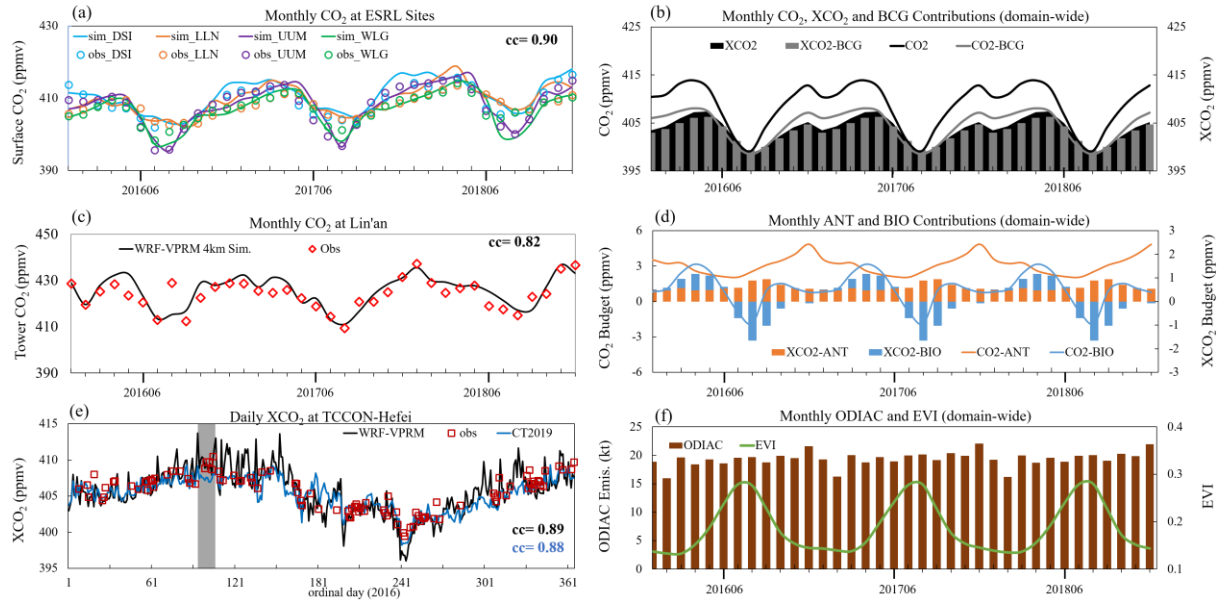 (a)
Monthly CO₂ at ESRL Sites
430
410
390
Surface CO₂ (ppmv)
sim_DSI
sim_LLN
sim_UUM
sim_WLG
obs_DSI
obs_LLN
obs_UUM
obs_WLG
cc= 0.90
201606
201706
201806
(b)
Monthly CO₂, XCO₂ and BCG Contributions (domain-wide)
425
415
405
395
CO₂ (ppmv)
XCO2
XCO2-BCG
CO2
CO2-BCG
425
415
405
395
XCO₂ (ppmv)
201606
201706
201806
(c)
Monthly CO₂ at Lin'an
450
430
410
390
Tower CO₂ (ppmv)
WRF-VPRM 4km Sim.
Obs
cc= 0.82
201606
201706
201806
(d)
Monthly ANT and BIO Contributions (domain-wide)
6
3
0
-3
-6
CO₂ Budget (ppmv)
3
2
1
0
-1
-2
-3
XCO₂ Budget (ppmv)
XCO2-ANT
XCO2-BIO
CO2-ANT
CO2-BIO
201606
201706
201806
(e)
Daily XCO₂ at TCCON-Hefei
415
410
405
400
395
XCO₂ (ppmv)
WRF-VPRM
obs
CT2019
cc= 0.89
cc= 0.88
1
61
121
181
241
301
361
ordinal day (2016)
(f)
Monthly ODIAC and EVI (domain-wide)
25
20
15
10
5
0
ODIAC Emis. (kt)
ODIAC
EVI
0.4
0.3
0.2
0.1
EVI
201606
201706
201806